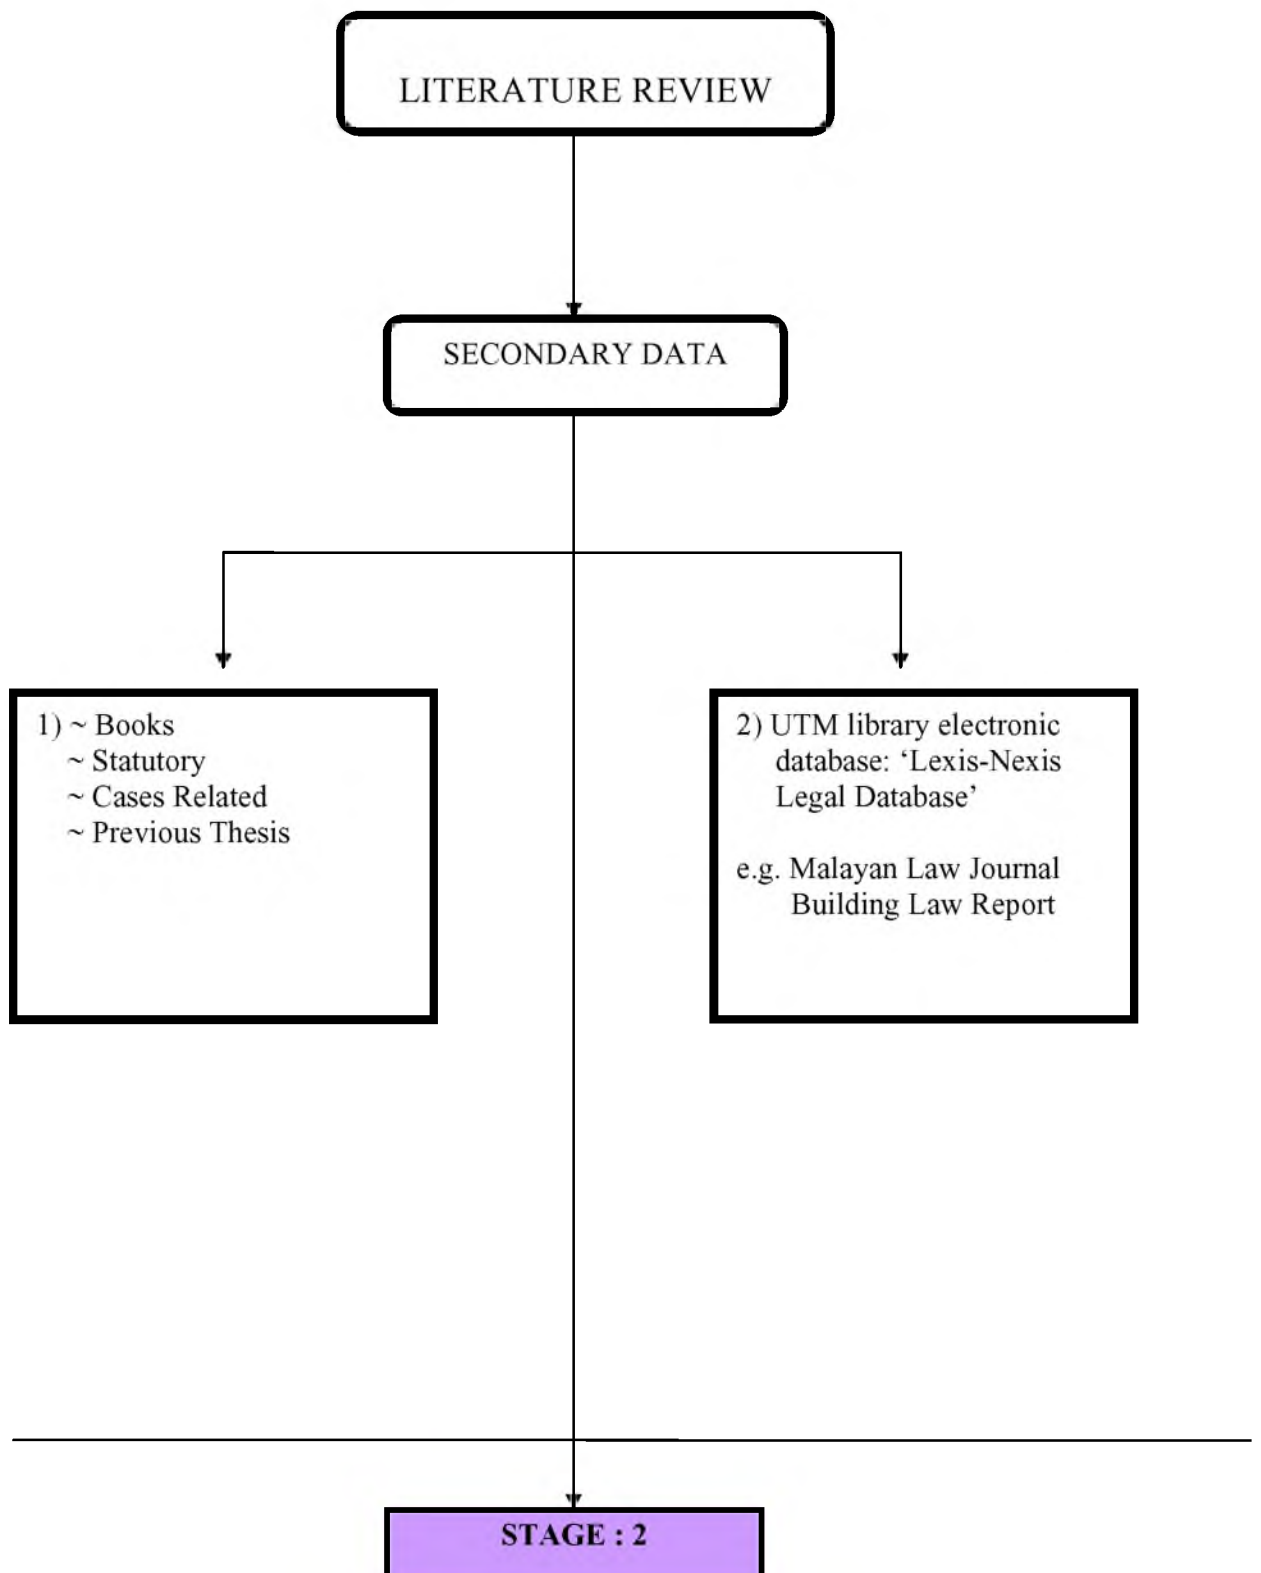 LITERATURE REVIEW
SECONDARY DATA
1) ~ Books
~ Statutory
~ Cases Related
~ Previous Thesis
2) UTM library electronic
database: ‘Lexis-Nexis
Legal Database’
e.g. Malayan Law Journal
Building Law Report
STAGE : 2